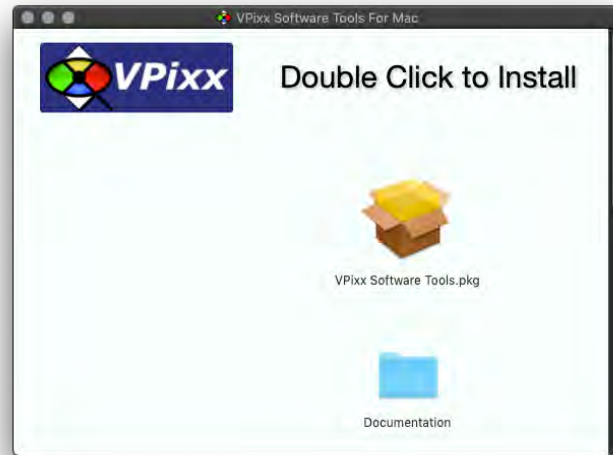 VPixx Software Tools For Mac
VPixx
Double Click to Install
VPixx Software Tools.pkg
Documentation